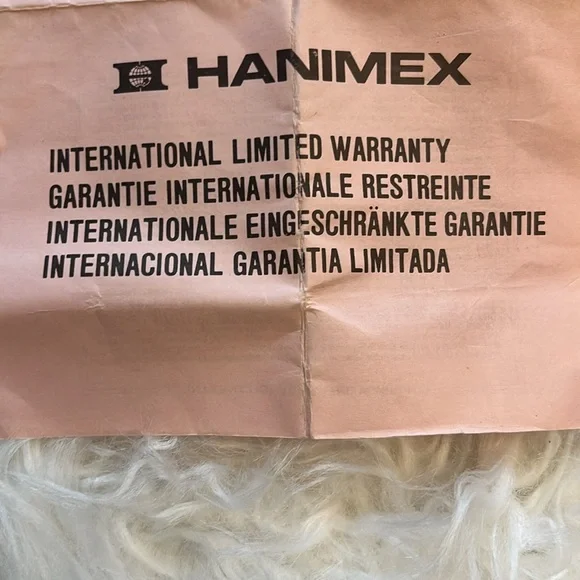 HANIMEX
INTERNATIONAL LIMITED WARRANTY
GARANTIE INTERNATIONALE RESTREINTE
INTERNATIONALE EINGESCHRÄNKTE GARANTIE
INTERNACIONAL GARANTIA LIMITADA